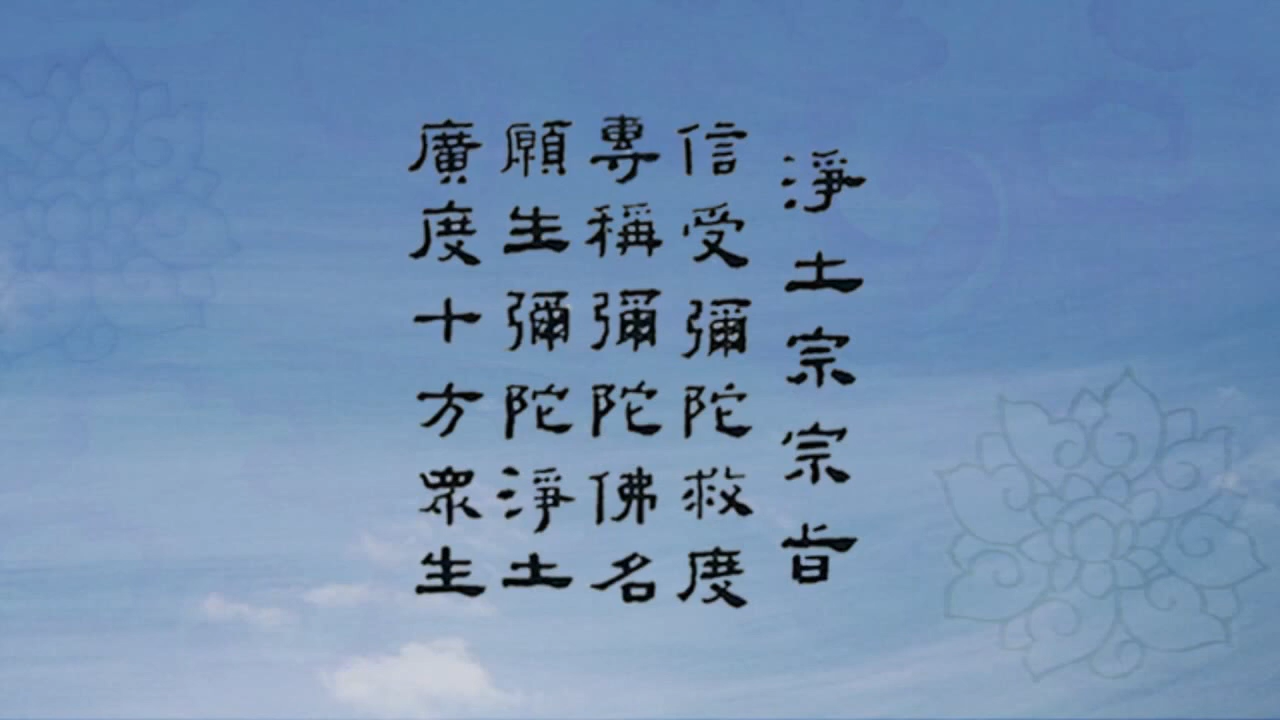 淨土宗宗旨
信受彌陀救度
專稱彌陀佛名
願生彌陀淨土
廣度十方眾生